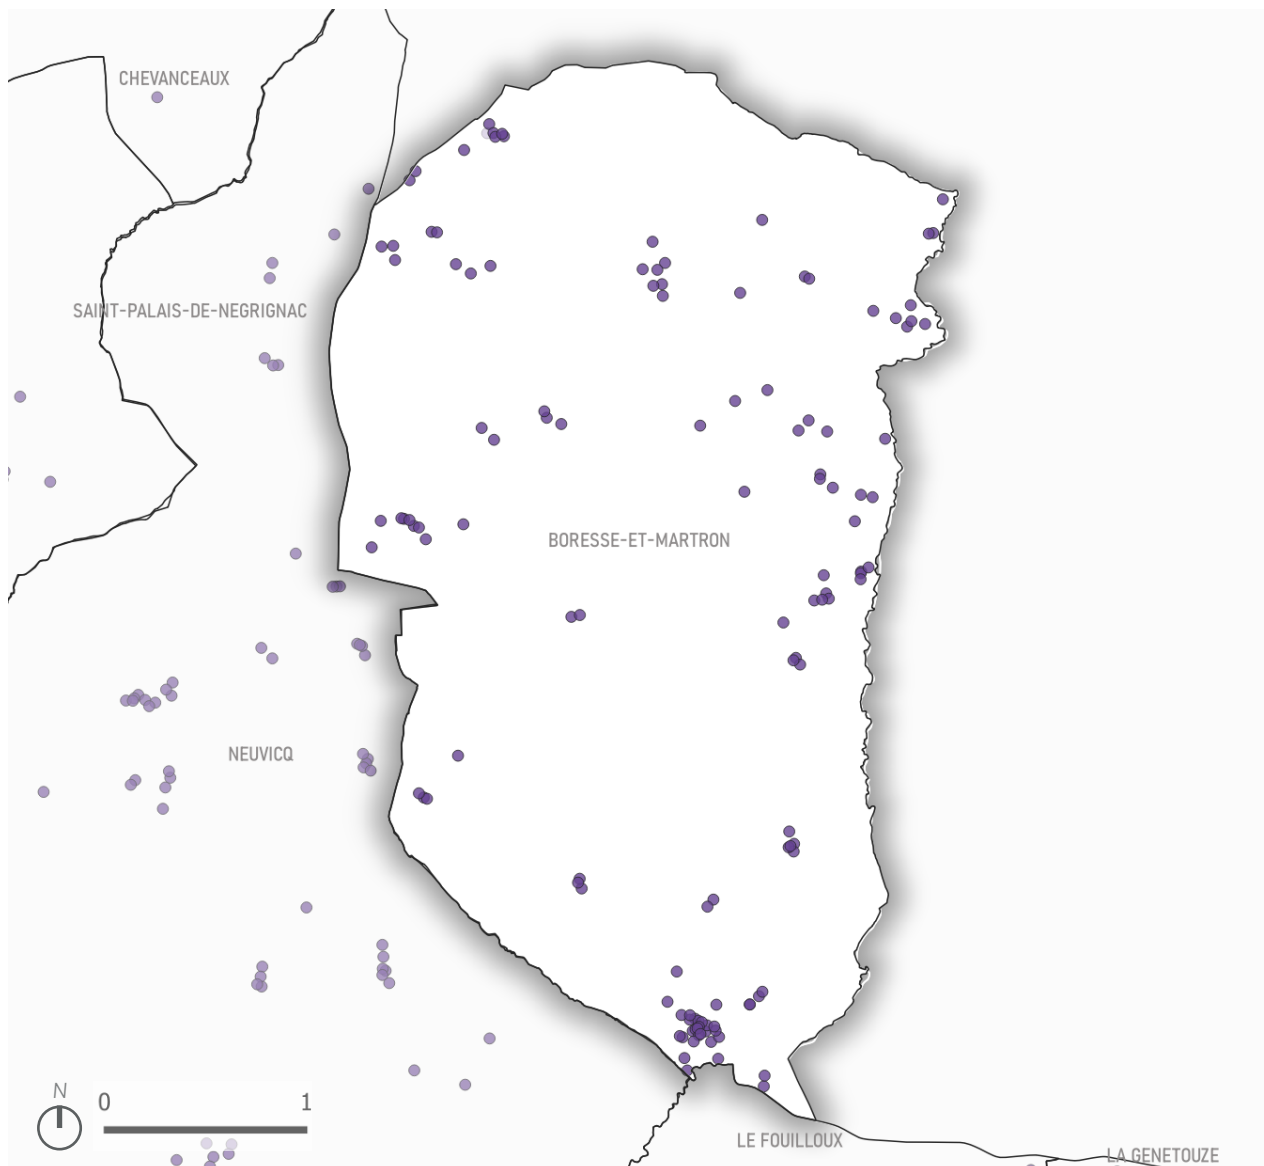 CHEVANCEAUX
SAINT-PALAIS-DE-NEGRIGNAC
BORESSE-ET-MARTRON
NEUVICQ
N
0 1
LE FOUILLOUX
LA GENETOUZE